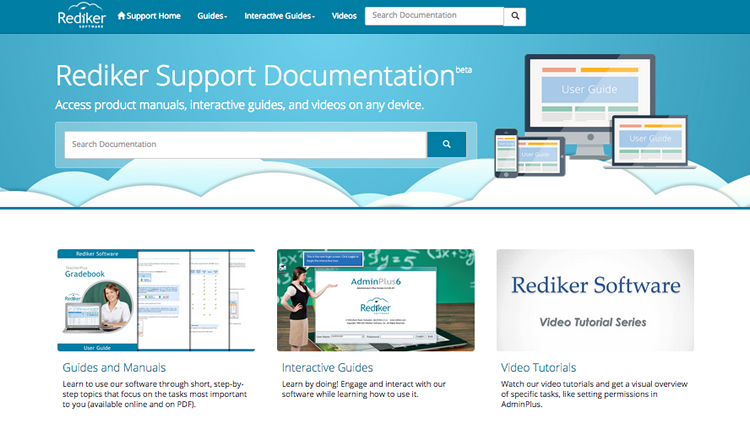 Rediker
SOFTWARE
Support Home
Guides
Interactive Guides
Videos
Search Documentation
Rediker Support Documentation beta
Access product manuals, interactive guides, and videos on any device.
Search Documentation
User Guide
User Guide
User Guide
Rediker Software
TeacherPlus
Gradebook
Rediker
User Guide
AdminPlus6
Rediker
SOFTWARE
Rediker Software
Video Tutorial Series
Guides and Manuals
Learn to use our software through short, step-by-
step topics that focus on the tasks most important
to you (available online and on PDF).
Interactive Guides
Learn by doing! Engage and interact with our
software while learning how to use it.
Video Tutorials
Watch our video tutorials and get a visual overview
of specific tasks, like setting permissions in
AdminPlus.